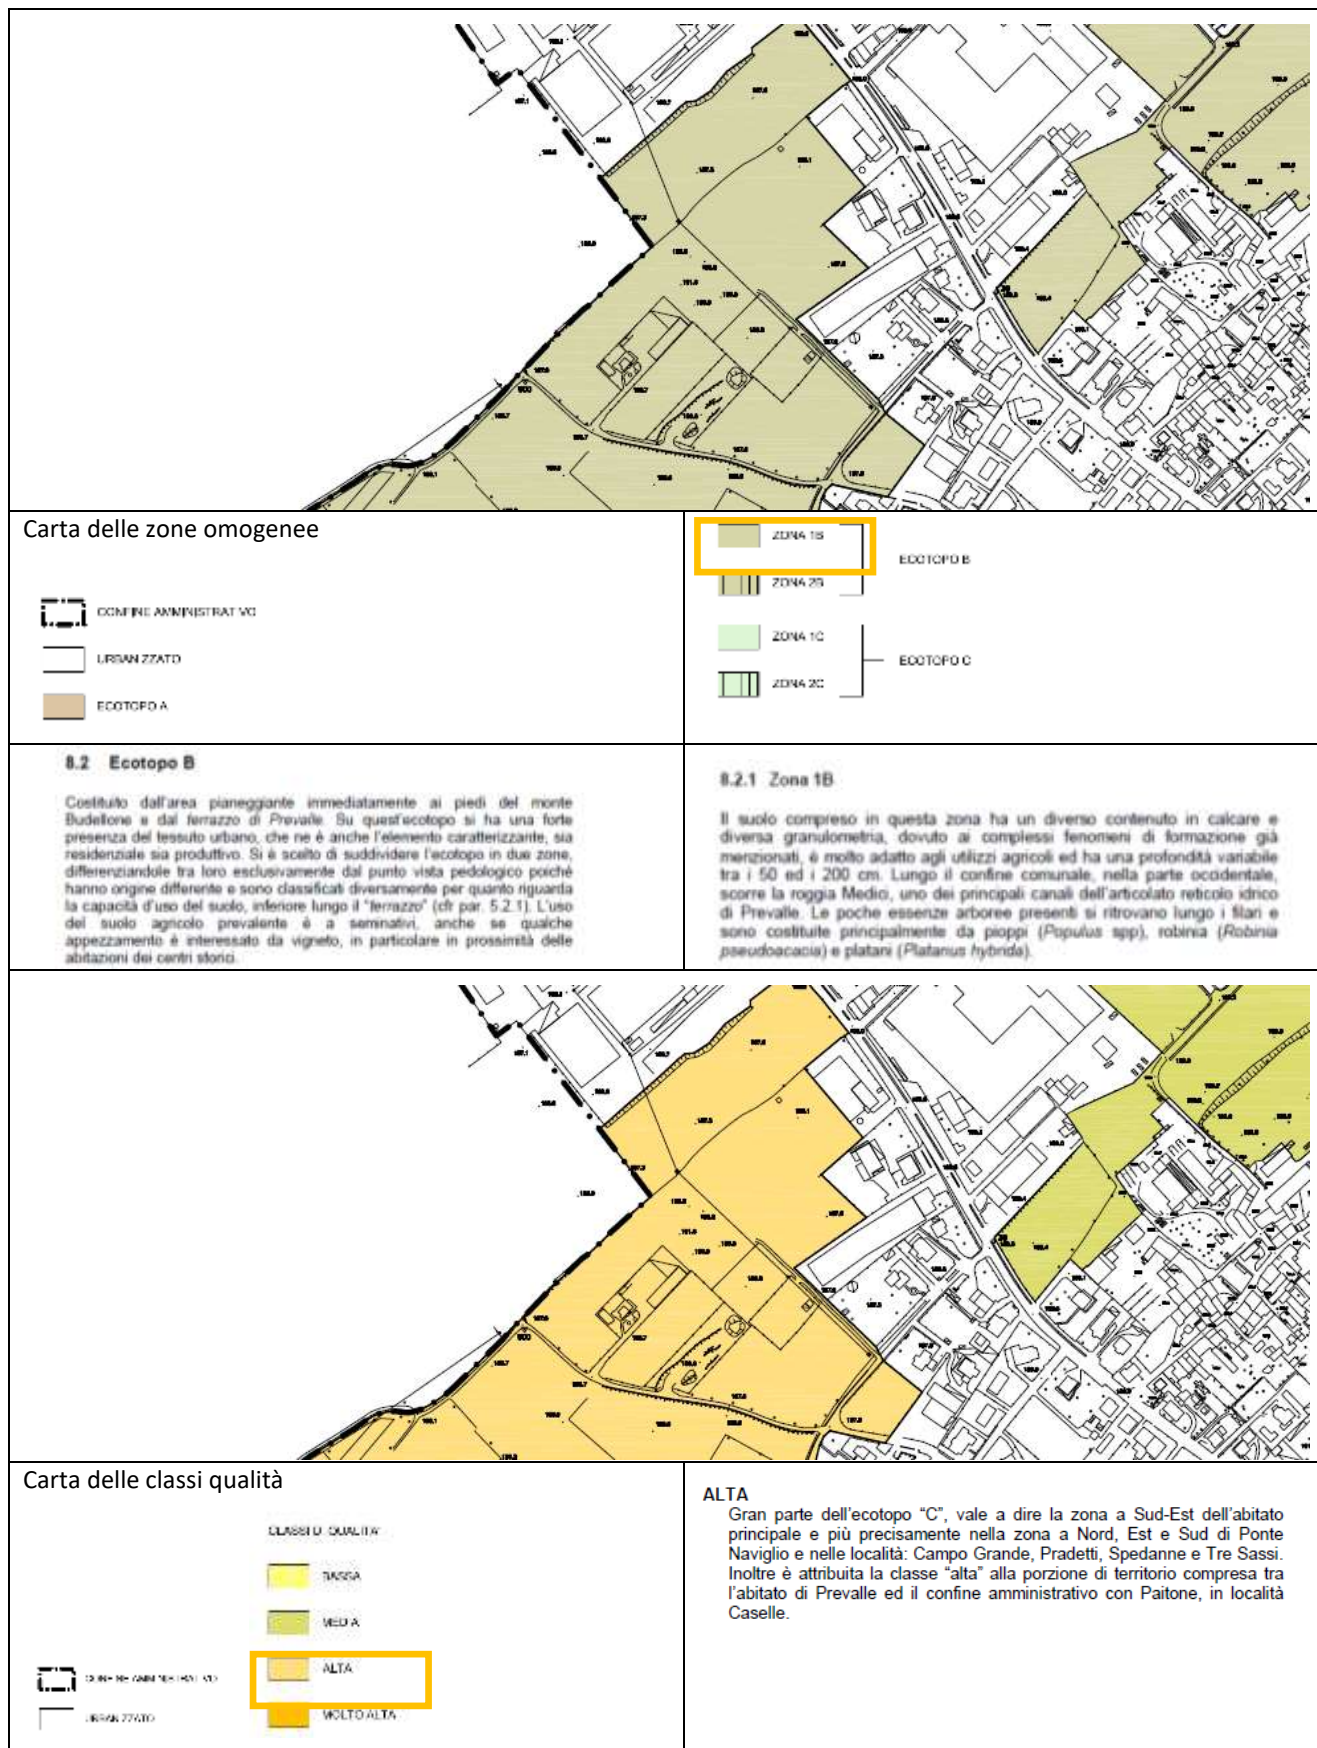 Carta delle zone omogenee
CONFINE AMMINISTRATIVO
URBANIZZATO
ECOTOPO A
ZONA 1B
ZONA 2B
ECOTOPO B
ZONA 1C
ZONA 2C
ECOTOPO C
8.2 Ecotopo B
Costituito dall'area pianeggiante immediatamente ai piedi del monte
Budellone e dal terrazzo di Prevalle. Su quest'ecotopo si ha una forte
presenza del tessuto urbano, che ne è anche l'elemento caratterizzante, sia
residenziale sia produttivo. Si è scelto di suddividere l'ecotopo in due zone,
differenziandole tra loro esclusivamente dal punto vista pedologico poiché
hanno origine differente e sono classificati diversamente per quanto riguarda
la capacità d'uso del suolo, inferiore lungo il "terrazzo" (cfr par. 5.2.1). L'uso
del suolo agricolo prevalente è a seminativi, anche se qualche
appezzamento è interessato da vigneto, in particolare in prossimità delle
abitazioni dei centri storici.
8.2.1 Zona 1B
Il suolo compreso in questa zona ha un diverso contenuto in calcare e
diversa granulometria, dovuto ai complessi fenomeni di formazione già
menzionati, è molto adatto agli utilizzi agricoli ed ha una profondità variabile
tra i 50 ed i 200 cm. Lungo il confine comunale, nella parte occidentale,
scorre la roggia Medici, uno dei principali canali dell'articolato reticolo idrico
di Prevalle. Le poche essenze arboree presenti si ritrovano lungo i filari e
sono costituite principalmente da pioppi (Populus spp), robinia (Robinia
pseudoacacia) e platani (Platanus hybrida).
Carta delle classi qualità
CLASSI DI QUALITA'
BASSA
MEDIA
ALTA
MOLTO ALTA
CONFINE AMMINISTRATIVO
URBANIZZATO
ALTA
Gran parte dell'ecotopo "C", vale a dire la zona a Sud-Est dell'abitato
principale e più precisamente nella zona a Nord, Est e Sud di Ponte
Naviglio e nelle località: Campo Grande, Pradetti, Spedanne e Tre Sassi.
Inoltre è attribuita la classe "alta" alla porzione di territorio compresa tra
l'abitato di Prevalle ed il confine amministrativo con Paitone, in località
Caselle.